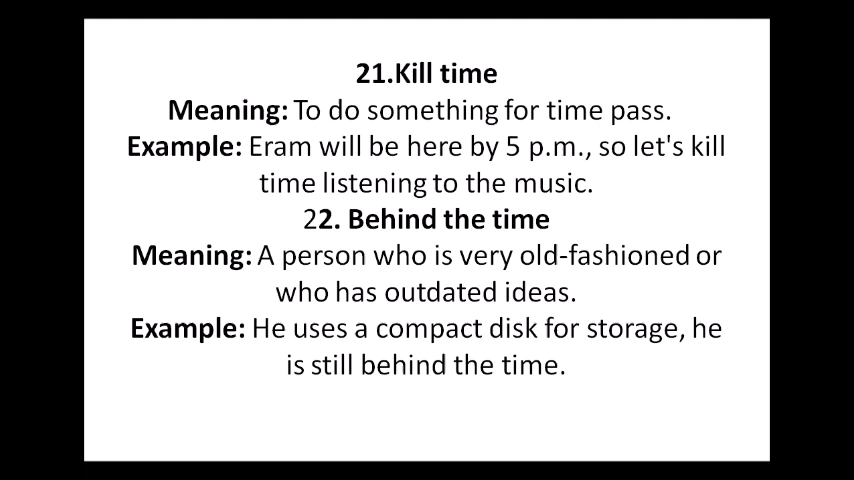 21.Kill time
Meaning: To do something for time pass.
Example: Eram will be here by 5 p.m., so let's kill
time listening to the music.
22. Behind the time
Meaning: A person who is very old-fashioned or
who has outdated ideas.
Example: He uses a compact disk for storage, he
is still behind the time.